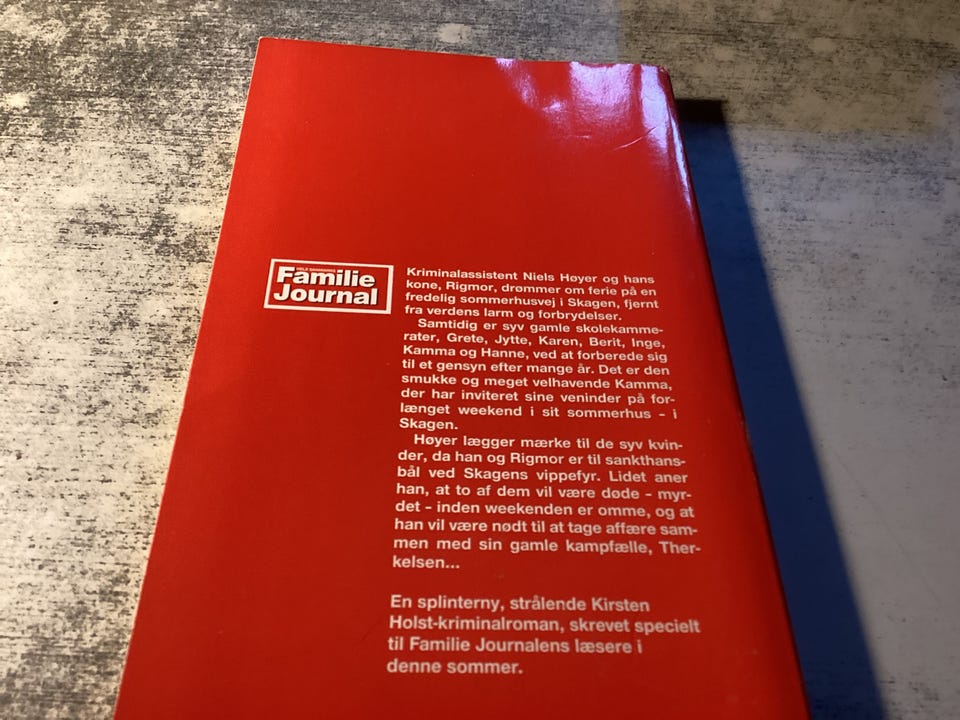 HELE DANMARKS
Familie
Journal
Kriminalassistent Niels Høyer og hans
kone, Rigmor, drømmer om ferie på en
fredelig sommerhusvej i Skagen, fjernt
fra verdens larm og forbrydelser.
Samtidig er syv gamle skolekamme-
rater, Grete, Jytte, Karen, Berit, Inge,
Kamma og Hanne, ved at forberede sig
til et gensyn efter mange år. Det er den
smukke og meget velhavende Kamma,
der har inviteret sine veninder på for-
længet weekend i sit sommerhus - i
Skagen.
Høyer lægger mærke til de syv kvin-
der, da han og Rigmor er til sankthans-
bål ved Skagens vippefyr. Lidet aner
han, at to af dem vil være døde - myr-
det - inden weekenden er omme, og at
han vil være nødt til at tage affære sam-
men med sin gamle kampfælle, Ther-
kelsen...
En splinterny, strålende Kirsten
Holst-kriminalroman, skrevet specielt
til Familie Journalens læsere i
denne sommer.